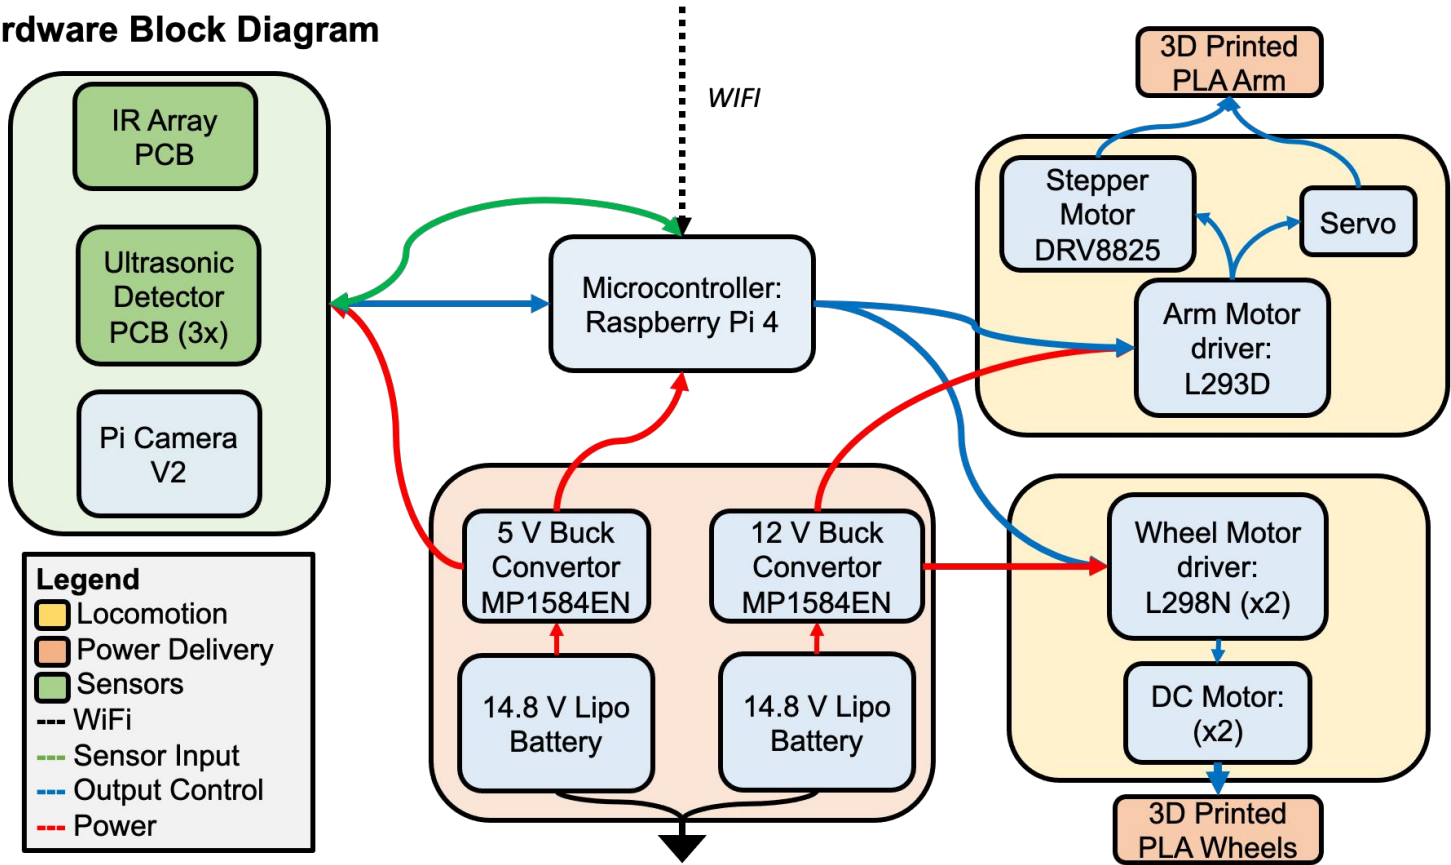 rdware Block Diagram
IR Array
PCB
Ultrasonic
Detector
PCB (3x)
Pi Camera
V2
WIFI
Microcontroller:
Raspberry Pi 4
3D Printed
PLA Arm
Stepper
Motor
DRV8825
Servo
Arm Motor
driver:
L293D
5 V Buck
Convertor
MP1584EN
12 V Buck
Convertor
MP1584EN
14.8 V Lipo
Battery
14.8 V Lipo
Battery
Wheel Motor
driver:
L298N (x2)
DC Motor:
(x2)
3D Printed
PLA Wheels
Legend
Locomotion
Power Delivery
Sensors
WiFi
Sensor Input
Output Control
Power